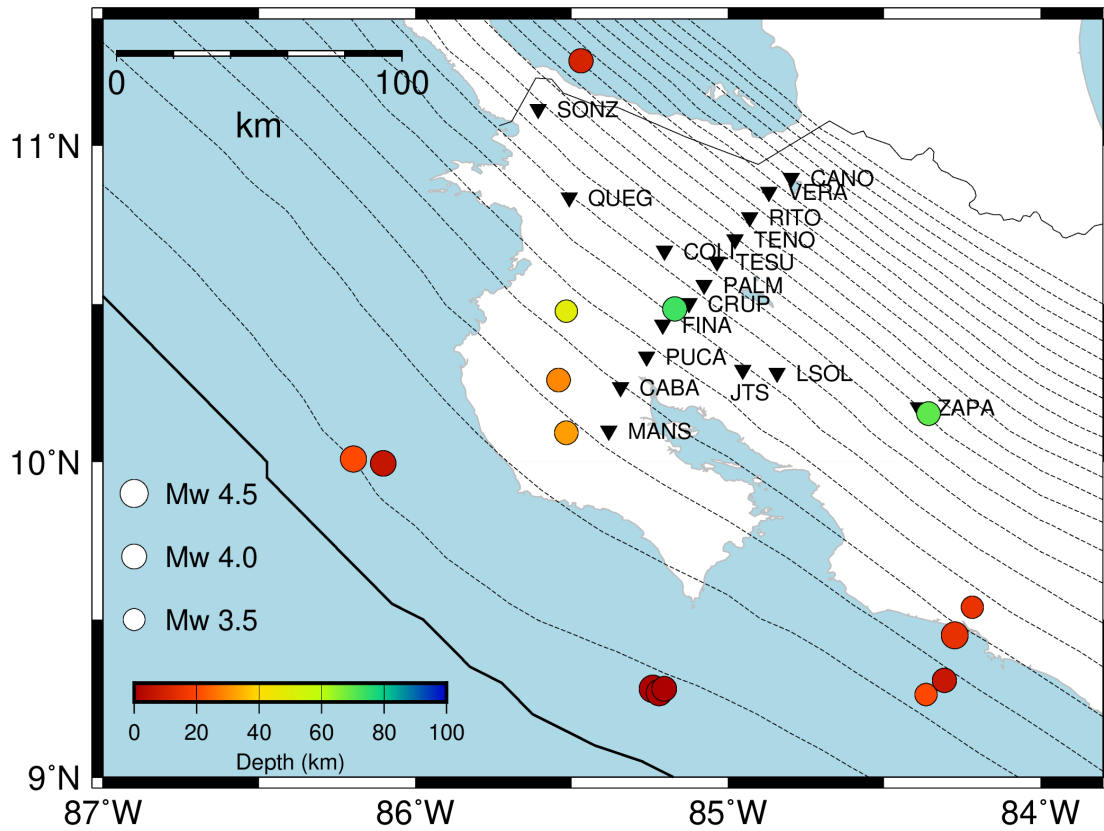 0
100
km
SONZ
11˚N
CANO
VERA
QUEG
RITO
TENO
COLI
TESU
PALM
CRUP
FINA
PUCA
LSOL
CABA
JTS
ZAPA
MANS
10˚N
Mw 4.5
Mw 4.0
Mw 3.5
0 20 40 60 80 100
Depth (km)
9˚N
87˚W 86˚W 85˚W 84˚W